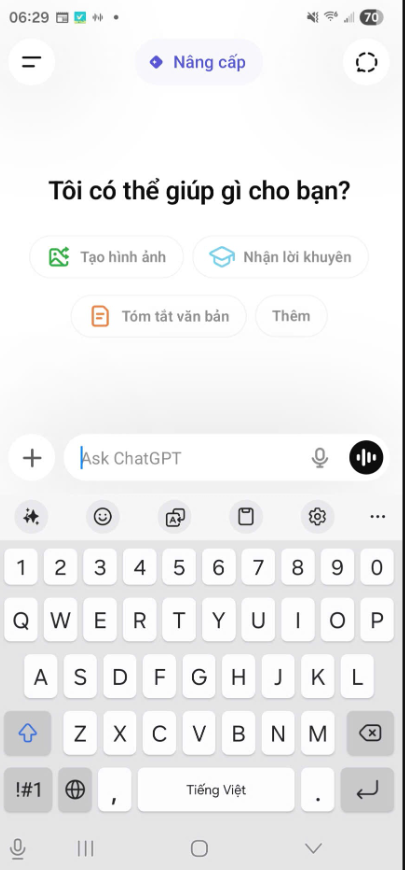 06:29 70
Nâng cấp
Tôi có thể giúp gì cho bạn?
Tạo hình ảnh Nhận lời khuyên
Tóm tắt văn bản Thêm
Ask ChatGPT
1 2 3 4 5 6 7 8 9 0
Q W E R T Y U I O P
A S D F G H J K L
Z X C V B N M
!#1 , Tiếng Việt .